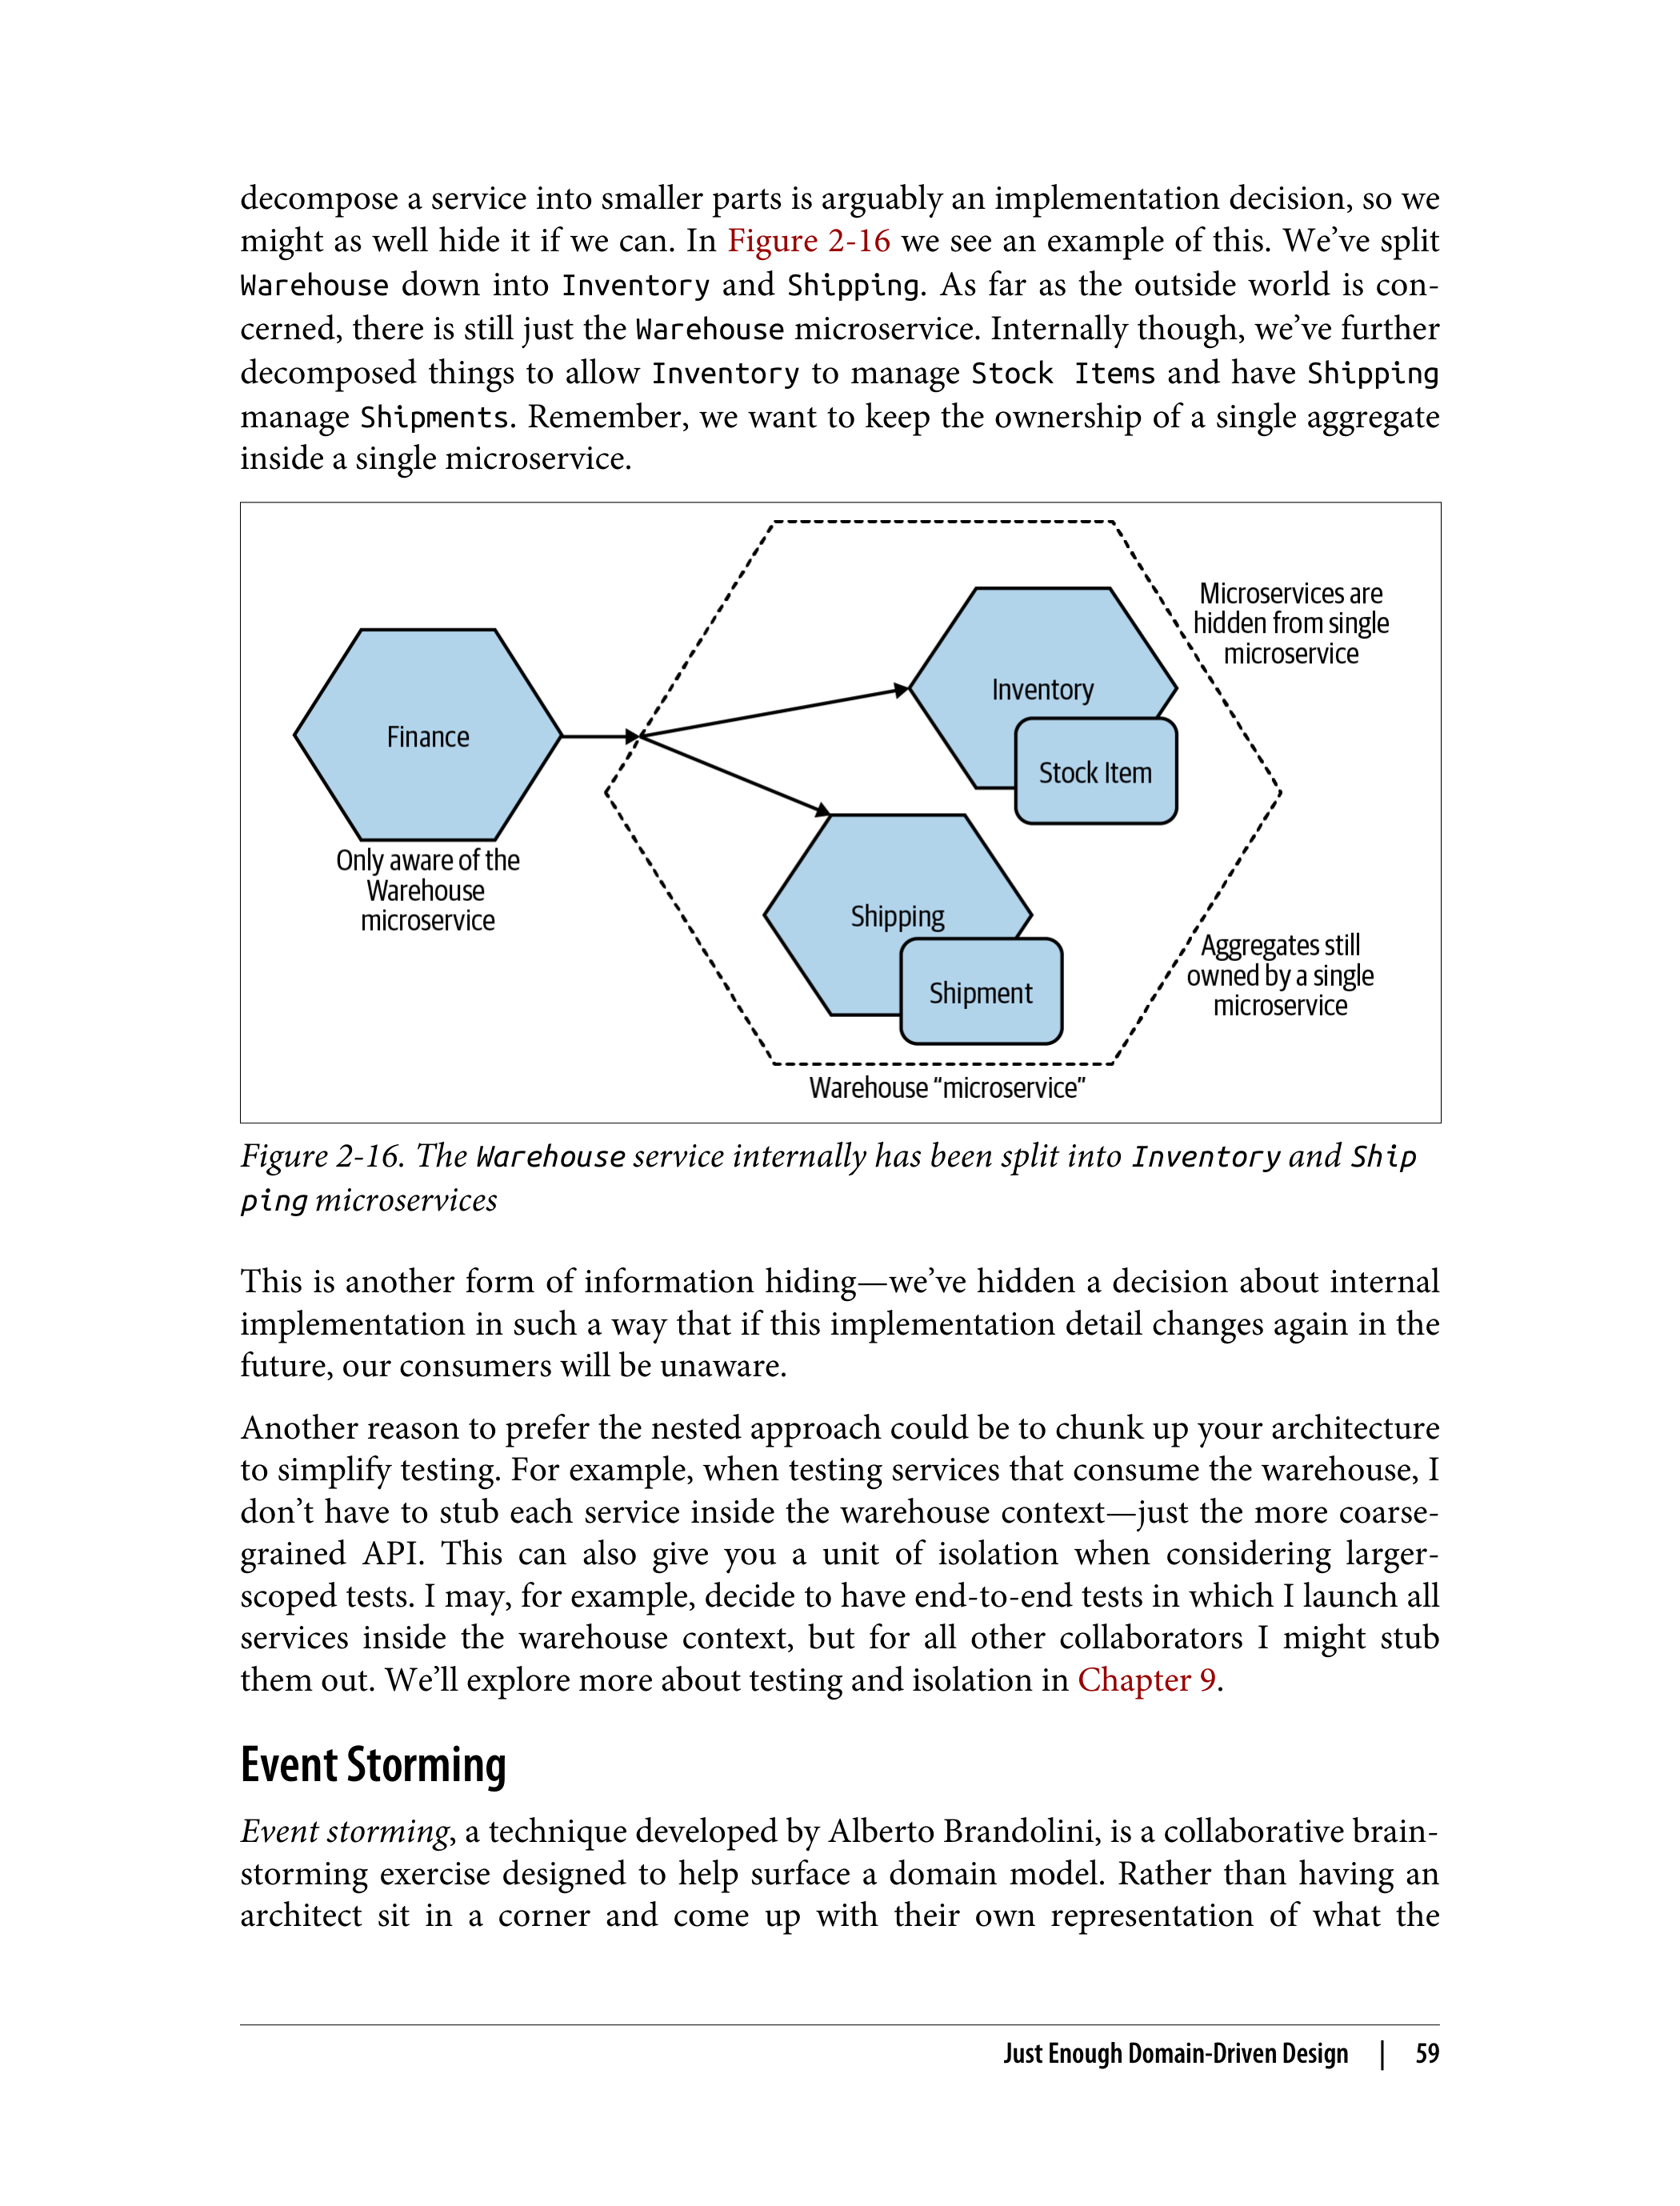 decompose a service into smaller parts is arguably an implementation decision, so we
might as well hide it if we can. In Figure 2-16 we see an example of this. We’ve split
Warehouse down into Inventory and Shipping. As far as the outside world is con-
cerned, there is still just the Warehouse microservice. Internally though, we’ve further
decomposed things to allow Inventory to manage Stock Items and have Shipping
manage Shipments. Remember, we want to keep the ownership of a single aggregate
inside a single microservice.
Finance
Only aware of the
Warehouse
microservice
Inventory
Stock Item
Shipping
Shipment
Microservices are
hidden from single
microservice
Aggregates still
owned by a single
microservice
Warehouse “microservice”
Figure 2-16. The Warehouse service internally has been split into Inventory and Ship
ping microservices
This is another form of information hiding—we’ve hidden a decision about internal
implementation in such a way that if this implementation detail changes again in the
future, our consumers will be unaware.
Another reason to prefer the nested approach could be to chunk up your architecture
to simplify testing. For example, when testing services that consume the warehouse, I
don’t have to stub each service inside the warehouse context—just the more coarse-
grained API. This can also give you a unit of isolation when considering larger-
scoped tests. I may, for example, decide to have end-to-end tests in which I launch all
services inside the warehouse context, but for all other collaborators I might stub
them out. We’ll explore more about testing and isolation in Chapter 9.
Event Storming
Event storming, a technique developed by Alberto Brandolini, is a collaborative brain-
storming exercise designed to help surface a domain model. Rather than having an
architect sit in a corner and come up with their own representation of what the
Just Enough Domain-Driven Design | 59